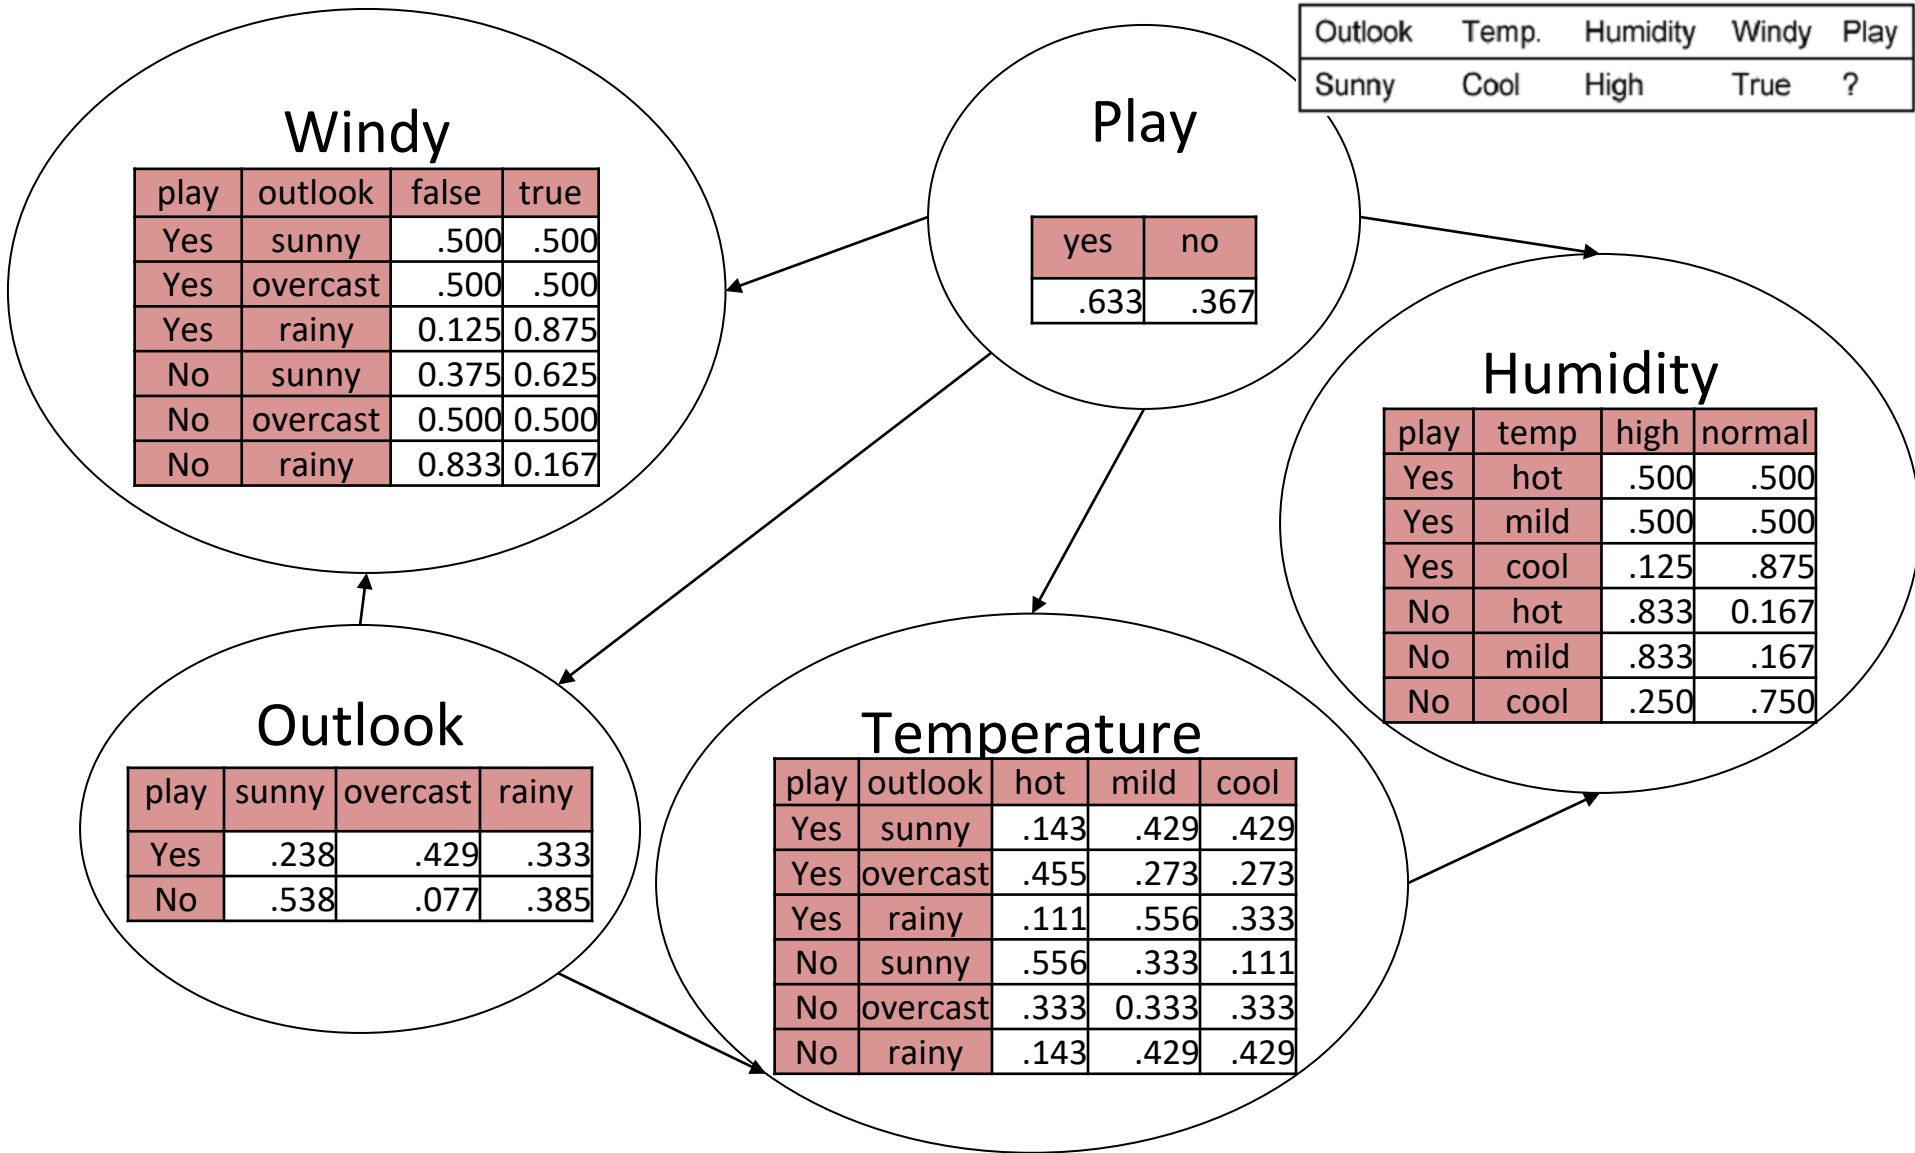 Outlook Temp. Humidity Windy Play
Sunny Cool High True ?
Windy
play outlook false true
Yes sunny .500 .500
Yes overcast .500 .500
Yes rainy 0.125 0.875
No sunny 0.375 0.625
No overcast 0.500 0.500
No rainy 0.833 0.167
Play
yes no
.633 .367
Humidity
play temp high normal
Yes hot .500 .500
Yes mild .500 .500
Yes cool .125 .875
No hot .833 0.167
No mild .833 .167
No cool .250 .750
Outlook
play sunny overcast rainy
Yes .238 .429 .333
No .538 .077 .385
Temperature
play outlook hot mild cool
Yes sunny .143 .429 .429
Yes overcast .455 .273 .273
Yes rainy .111 .556 .333
No sunny .556 .333 .111
No overcast .333 0.333 .333
No rainy .143 .429 .429